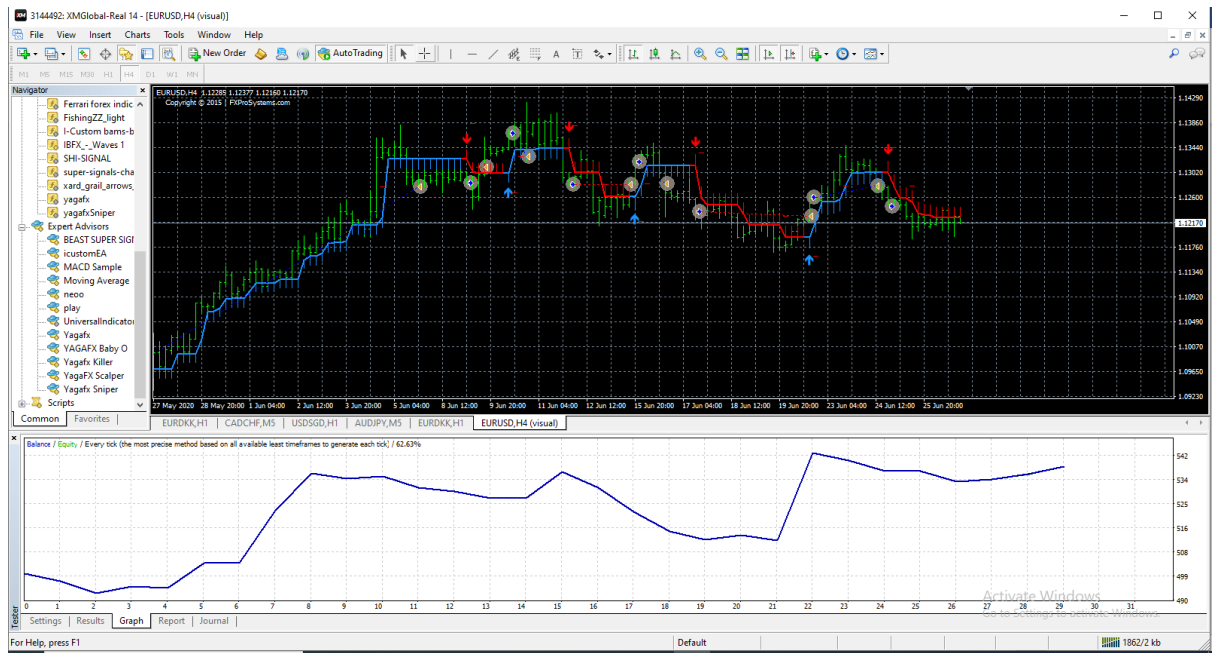 3144492: XMGlobal-Real 14 - [EURUSD,H4 (visual)]
File View Insert Charts Tools Window Help
New Order AutoTrading
M1 M5 M15 M30 H1 H4 D1 W1 MN
Navigator
Ferrari forex indic
FishingZZ_light
I-Custom bams-b
IBFX_-_Waves 1
SHI-SIGNAL
super-signals-cha
xard_grail_arrows_
yagafx
yagafxSniper
Expert Advisors
BEAST SUPER SIG
icustomEA
MACD Sample
Moving Average
neoo
play
UniversalIndicator
Yagafx
YAGAFX Baby O
Yagafx Killer
YagaFX Scalper
Yagafx Sniper
Scripts
Common Favorites
EURUSD,H4 1.12285 1.12377 1.12160 1.12170
Copyright © 2015 | FXProSystems.com
1.14290
1.13860
1.13440
1.13020
1.12600
1.12170
1.11760
1.11340
1.10920
1.10490
1.10070
1.09650
1.09230
27 May 2020 28 May 20:00 1 Jun 04:00 2 Jun 12:00 3 Jun 20:00 5 Jun 04:00 8 Jun 12:00 9 Jun 20:00 11 Jun 04:00 12 Jun 12:00 15 Jun 20:00 17 Jun 04:00 18 Jun 12:00 19 Jun 20:00 23 Jun 04:00 24 Jun 12:00 25 Jun 20:00
EURDKK,H1 CADCHF,M5 USDSGD,H1 AUDJPY,M5 EURDKK,H1 EURUSD,H4 (visual)
Balance / Equity / Every tick (the most precise method based on all available least timeframes to generate each tick) / 62.63%
542
534
525
516
508
499
490
0 1 2 3 4 5 6 7 8 9 10 11 12 13 14 15 16 17 18 19 20 21 22 23 24 25 26 27 28 29 30 31
Activate Windows
Go to Settings to activate Windows.
Tester
Settings Results Graph Report Journal
For Help, press F1
Default
1862/2 kb